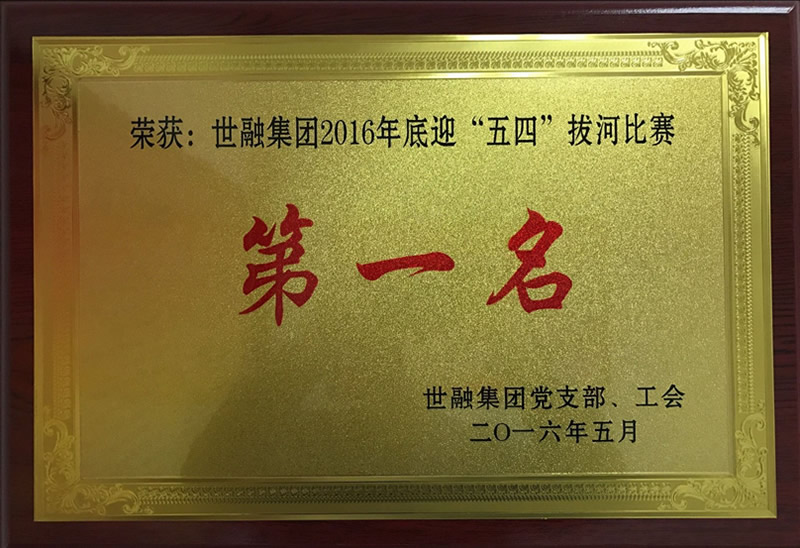 荣获：世融集团2016年底迎“五四”拔河比赛
第一名
世融集团党支部、工会
二〇一六年五月